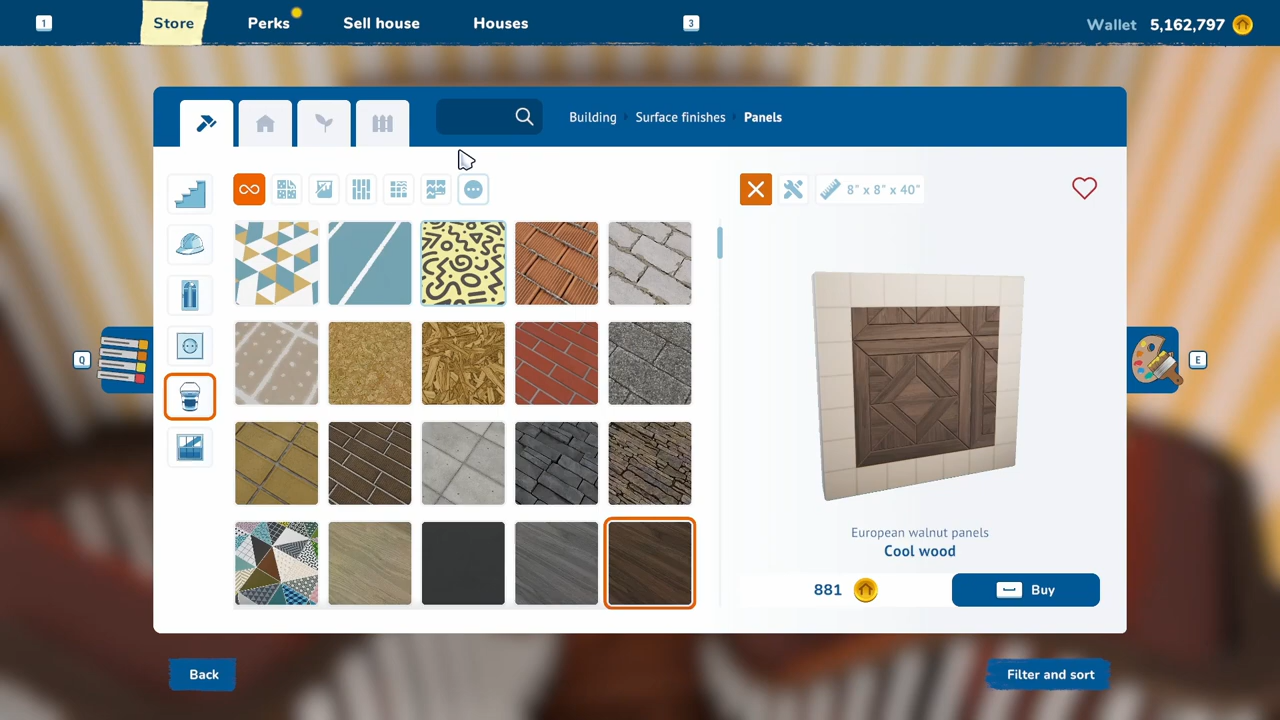 1
Store
Perks
Sell house
Houses
3
Wallet 5,162,797
Building Surface finishes Panels
8" x 8" x 40"
Q
E
European walnut panels
Cool wood
881
Buy
Back
Filter and sort